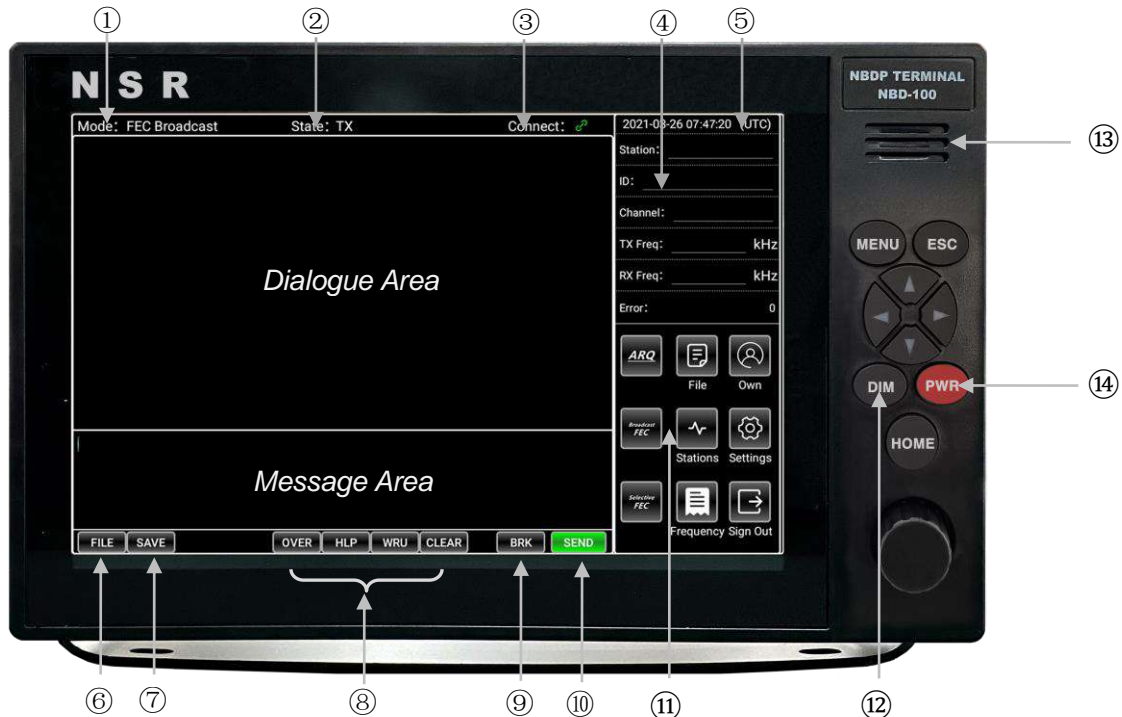 ① ② ③ ④ ⑤
NSR
NBDP TERMINAL
NBD-100
Mode: FEC Broadcast State: TX Connect:
2021-03-26 07:47:20 (UTC)
⑬
Station:
ID:
Channel:
MENU ESC
TX Freq: kHz
Dialogue Area
RX Freq: kHz
Error: 0
ARQ
File Own
DIM PWR
⑭
Broadcast
FEC
HOME
Stations Settings
Message Area
Selective
FEC
Frequency Sign Out
FILE SAVE OVER HLP WRU CLEAR BRK SEND
⑥ ⑦ ⑧ ⑨ ⑩ ⑪ ⑫